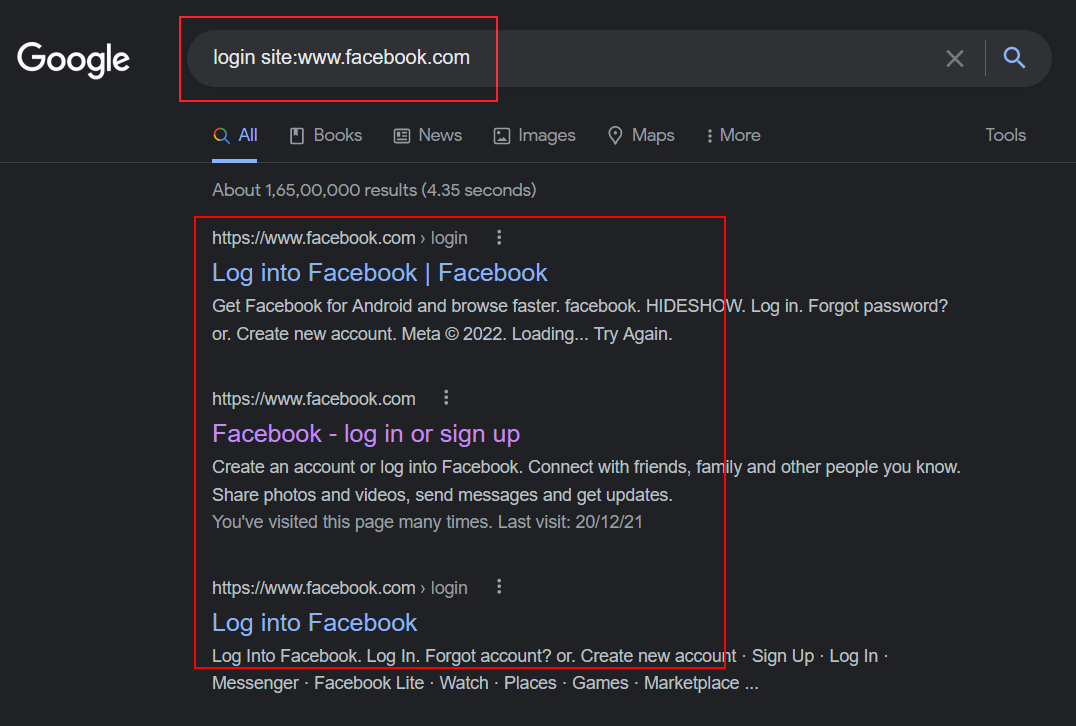 Google
login site:www.facebook.com
All Books News Images Maps More Tools
About 1,65,00,000 results (4.35 seconds)
https://www.facebook.com › login
Log into Facebook | Facebook
Get Facebook for Android and browse faster. facebook. HIDESHOW. Log in. Forgot password?
or. Create new account. Meta © 2022. Loading... Try Again.
https://www.facebook.com
Facebook - log in or sign up
Create an account or log into Facebook. Connect with friends, family and other people you know.
Share photos and videos, send messages and get updates.
You've visited this page many times. Last visit: 20/12/21
https://www.facebook.com › login
Log into Facebook
Log Into Facebook. Log In. Forgot account? or. Create new account · Sign Up · Log In ·
Messenger · Facebook Lite · Watch · Places · Games · Marketplace ...